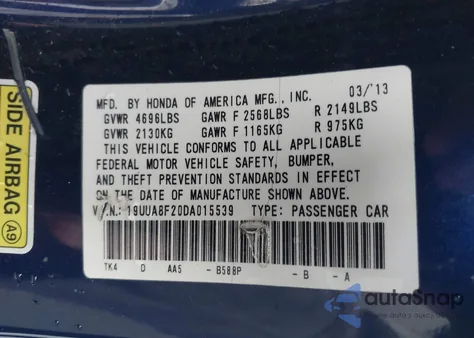 SIDE AIRBAG
A9
MFD. BY HONDA OF AMERICA MFG., INC. 03/'13
GVWR 4696LBS GAWR F 2568LBS R 2149LBS
GVWR 2130KG GAWR F 1165KG R 975KG
THIS VEHICLE CONFORMS TO ALL APPLICABLE
FEDERAL MOTOR VEHICLE SAFETY, BUMPER,
AND THEFT PREVENTION STANDARDS IN EFFECT
ON THE DATE OF MANUFACTURE SHOWN ABOVE.
V.I.N.: 19UUA8F20DA015539 TYPE: PASSENGER CAR
TK4 D AA5 - B588P - B - A
autoSnap